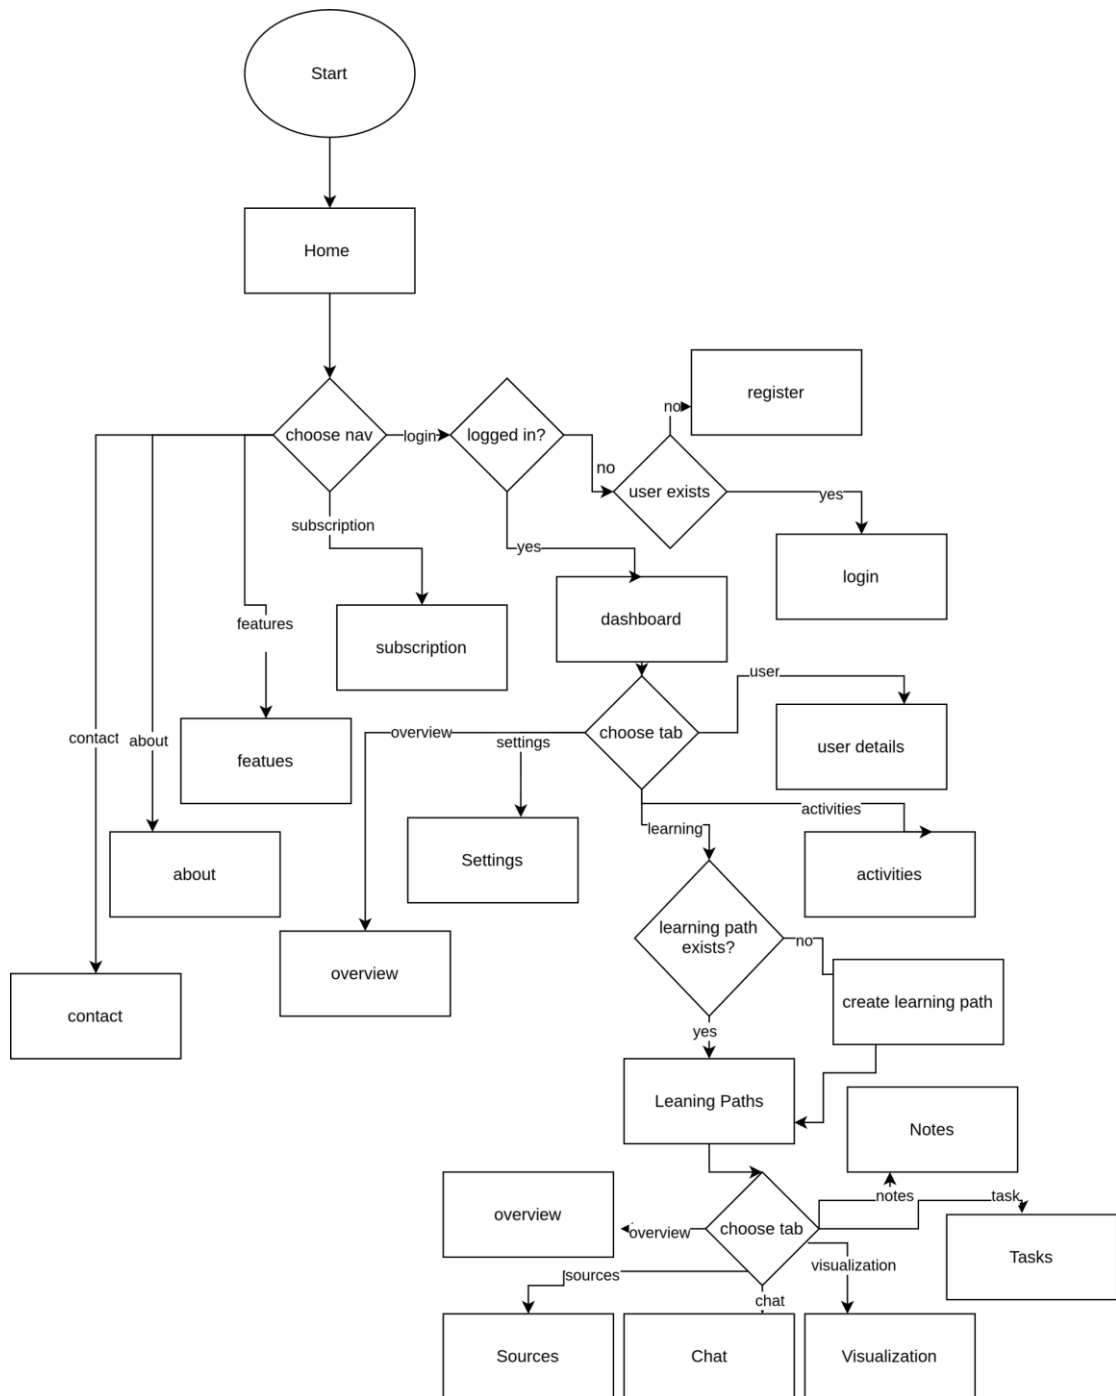 Start
Home
register
no
choose nav
login
logged in?
no
user exists
yes
subscription
yes
login
features
subscription
dashboard
user
contact
about
overview
settings
choose tab
user details
featues
activities
learning
Settings
about
activities
learning path
exists?
no
overview
contact
create learning path
yes
Leaning Paths
Notes
overview
notes
task
choose tab
overview
Tasks
visualization
sources
chat
Sources
Chat
Visualization